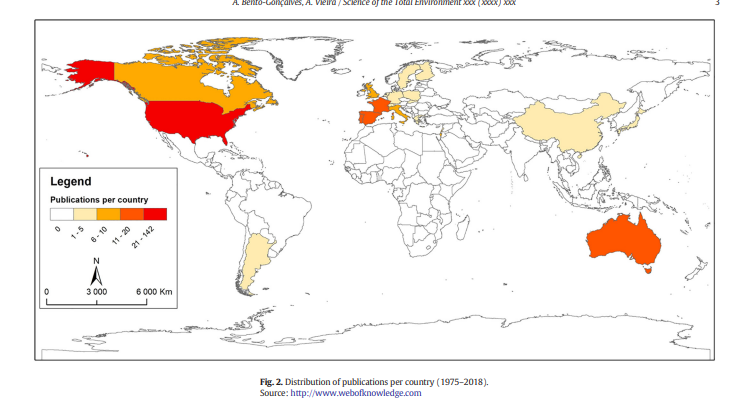 A. Bento-Gonçalves, A. Vieira / Science of the Total Environment xxx (xxxx) xxx
3
Legend
Publications per country
0
1 - 5
6 - 10
11 - 20
21 - 142
N
0 3 000 6 000 Km
Fig. 2. Distribution of publications per country (1975–2018).
Source: http://www.webofknowledge.com